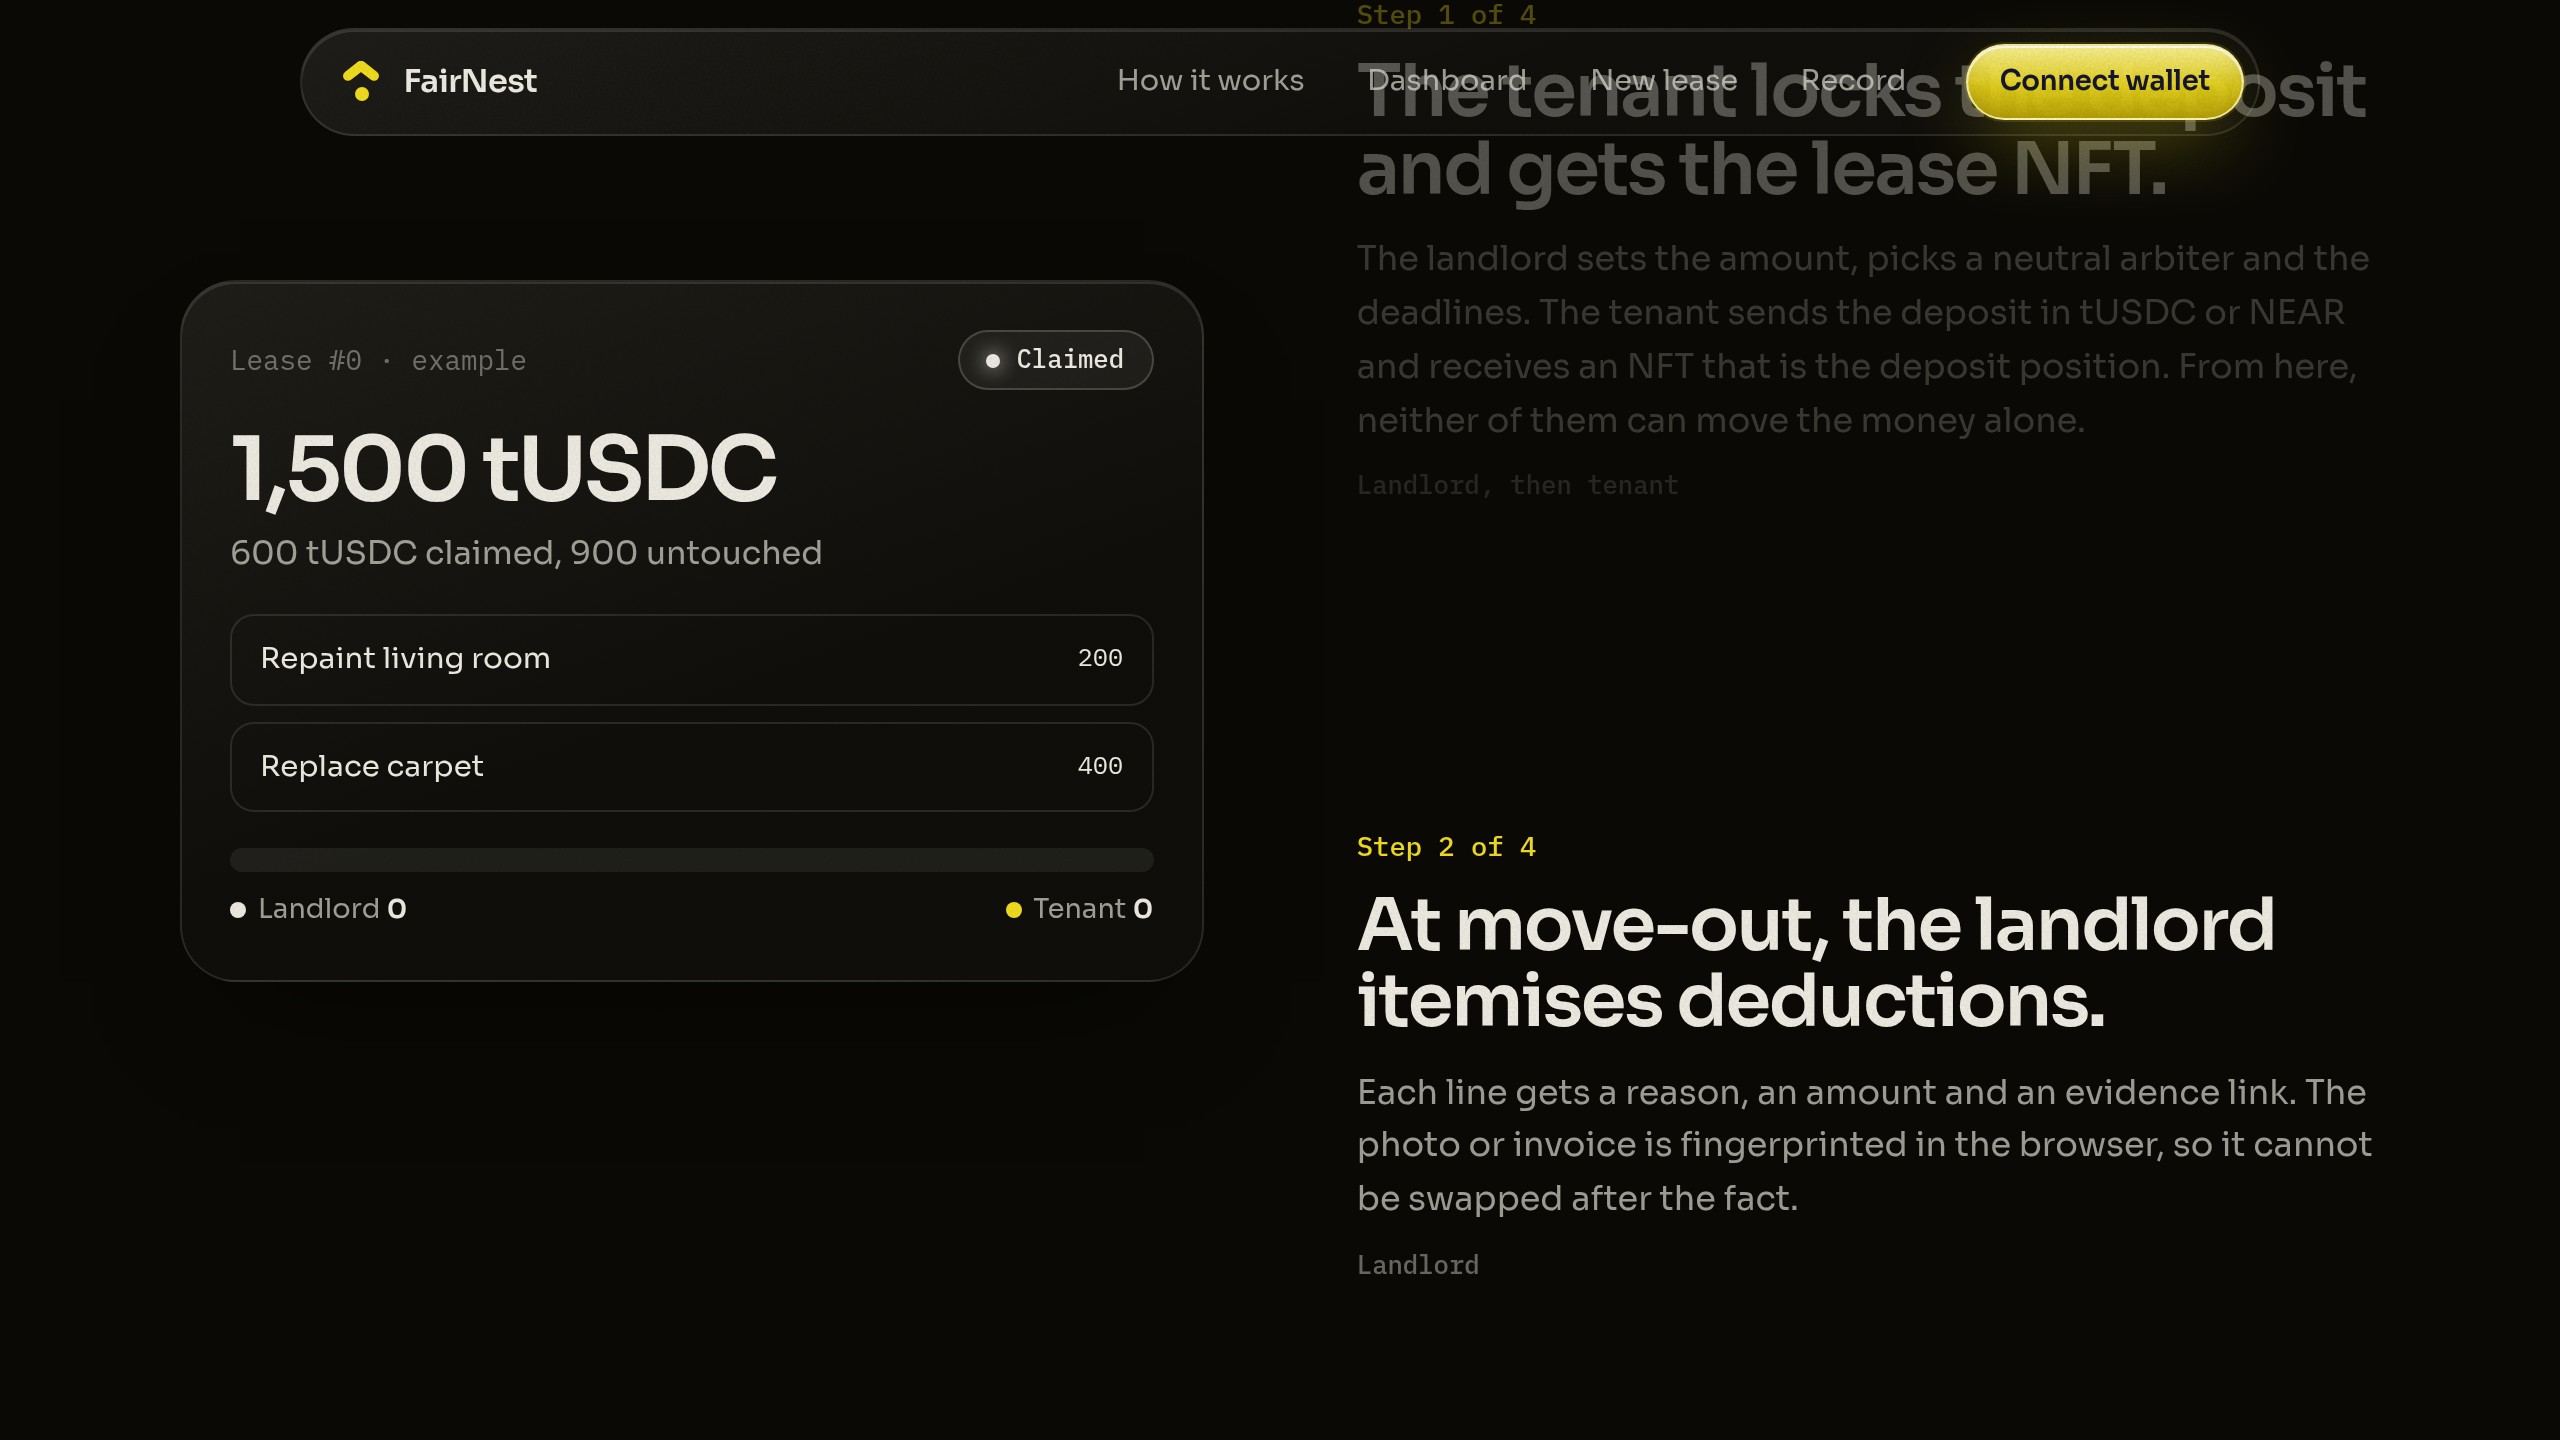 Step 1 of 4
FairNest
How it works
Dashboard
New lease
Record
Connect wallet
The tenant locks
and gets the lease NFT.
The landlord sets the amount, picks a neutral arbiter and the
deadlines. The tenant sends the deposit in tUSDC or NEAR
and receives an NFT that is the deposit position. From here,
neither of them can move the money alone.
Landlord, then tenant
Lease #0 · example
Claimed
1,500 tUSDC
600 tUSDC claimed, 900 untouched
Repaint living room 200
Replace carpet 400
Landlord 0
Tenant 0
Step 2 of 4
At move-out, the landlord
itemises deductions.
Each line gets a reason, an amount and an evidence link. The
photo or invoice is fingerprinted in the browser, so it cannot
be swapped after the fact.
Landlord